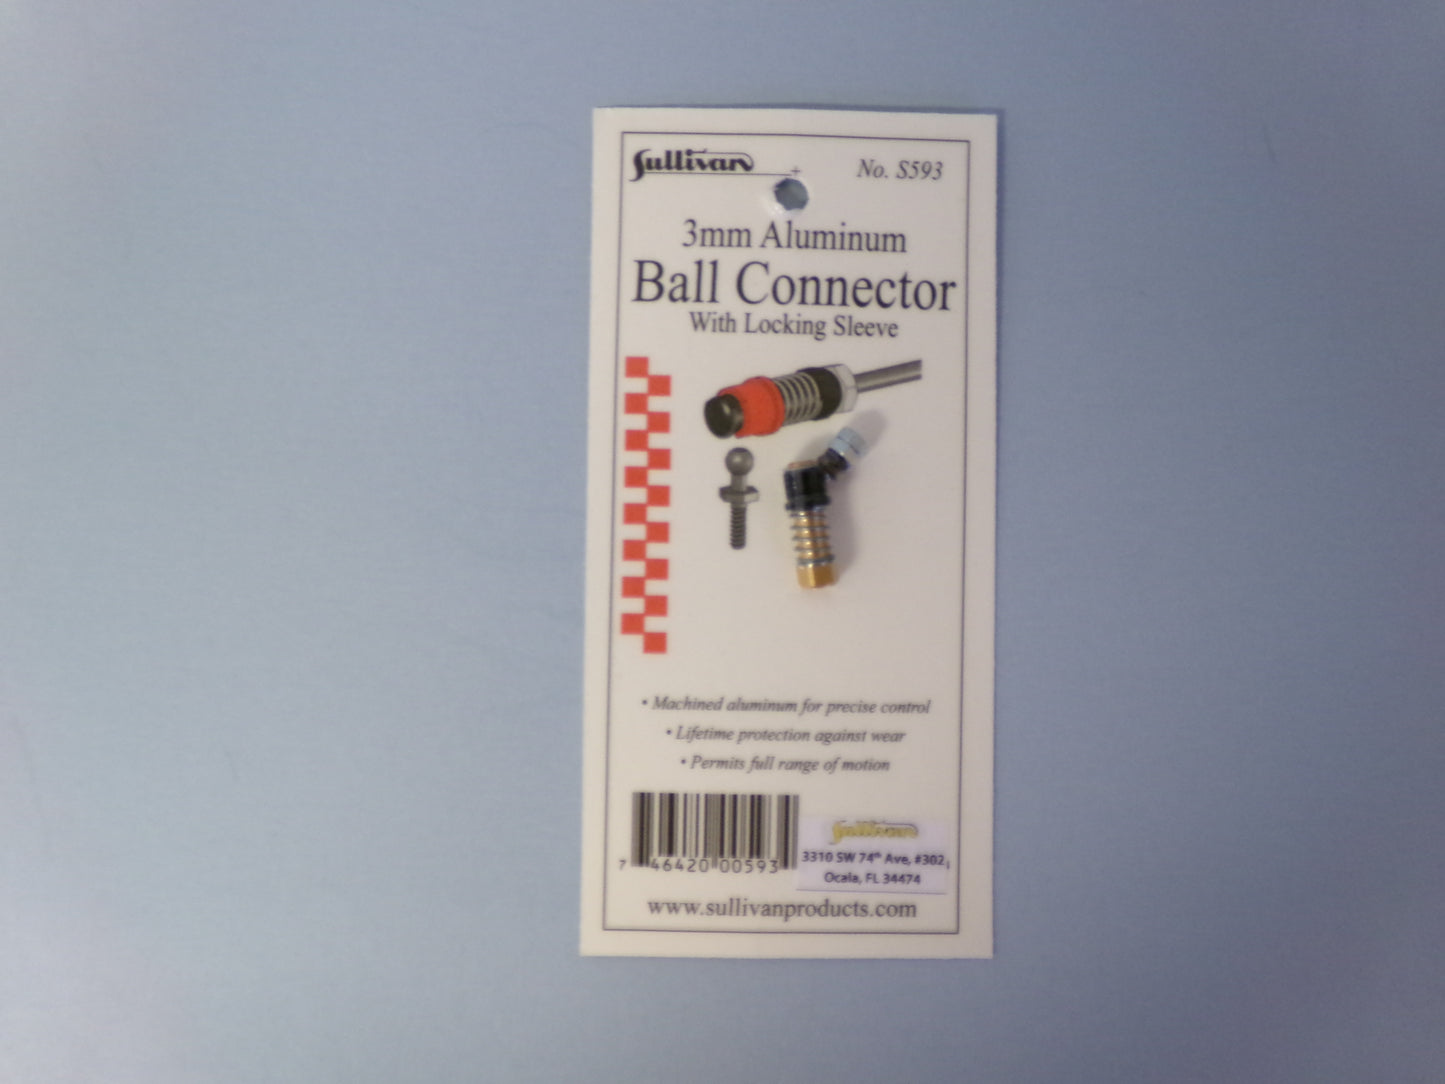 Sullivan
No. S593
3mm Aluminum
Ball Connector
With Locking Sleeve
• Machined aluminum for precise control
• Lifetime protection against wear
• Permits full range of motion
7 46420 00593
Sullivan
3310 SW 74th Ave, #302
Ocala, FL 34474
www.sullivanproducts.com